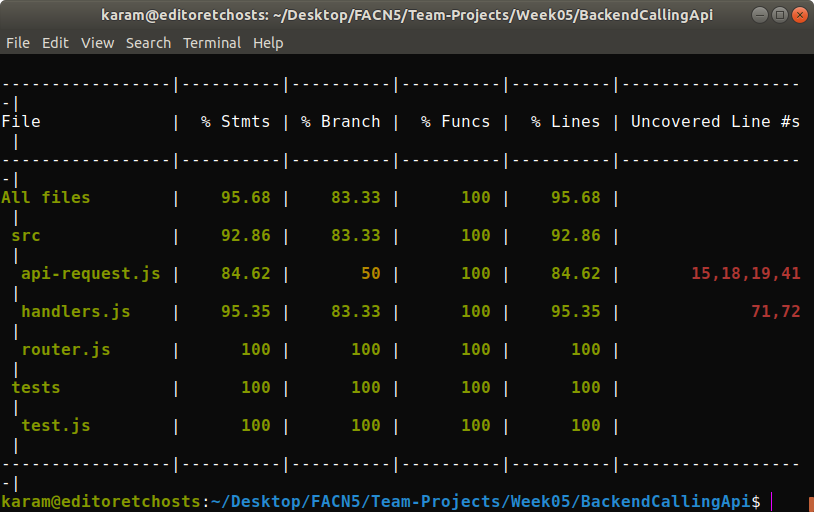 karam@editoretchosts: ~/Desktop/FACN5/Team-Projects/Week05/BackendCallingApi
File Edit View Search Terminal Help
-----------------|----------|----------|----------|----------|------------------
-|
File             |  % Stmts | % Branch |  % Funcs |  % Lines | Uncovered Line #s
 |
-----------------|----------|----------|----------|----------|------------------
-|
All files        |    95.68 |    83.33 |      100 |    95.68 |
 |
 src             |    92.86 |    83.33 |      100 |    92.86 |
 |
  api-request.js |    84.62 |       50 |      100 |    84.62 |       15,18,19,41
 |
  handlers.js    |    95.35 |    83.33 |      100 |    95.35 |             71,72
 |
  router.js      |      100 |      100 |      100 |      100 |
 |
 tests           |      100 |      100 |      100 |      100 |
 |
  test.js        |      100 |      100 |      100 |      100 |
 |
-----------------|----------|----------|----------|----------|------------------
-|
karam@editoretchosts:~/Desktop/FACN5/Team-Projects/Week05/BackendCallingApi$